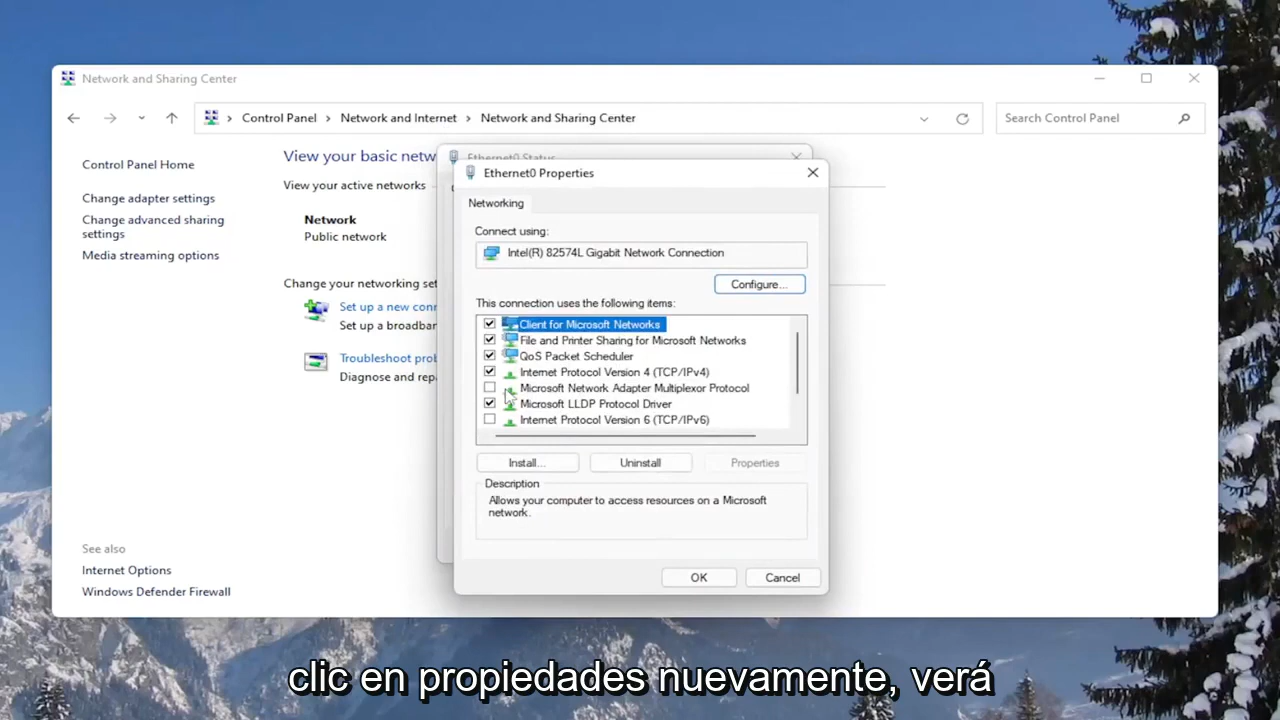 Network and Sharing Center
Control Panel
Network and Internet
Network and Sharing Center
Search Control Panel
Control Panel Home
Change adapter settings
Change advanced sharing
settings
Media streaming options
See also
Internet Options
Windows Defender Firewall
View your basic netw
View your active networks
Network
Public network
Change your networking set
Set up a new conn
Set up a broadbar
Troubleshoot prob
Diagnose and repa
Ethernet0 Status
Ethernet0 Properties
Networking
Connect using:
Intel(R) 82574L Gigabit Network Connection
Configure...
This connection uses the following items:
Client for Microsoft Networks
File and Printer Sharing for Microsoft Networks
QoS Packet Scheduler
Internet Protocol Version 4 (TCP/IPv4)
Microsoft Network Adapter Multiplexor Protocol
Microsoft LLDP Protocol Driver
Internet Protocol Version 6 (TCP/IPv6)
Install...
Uninstall
Properties
Description
Allows your computer to access resources on a Microsoft
network.
OK
Cancel
clic en propiedades nuevamente, verá